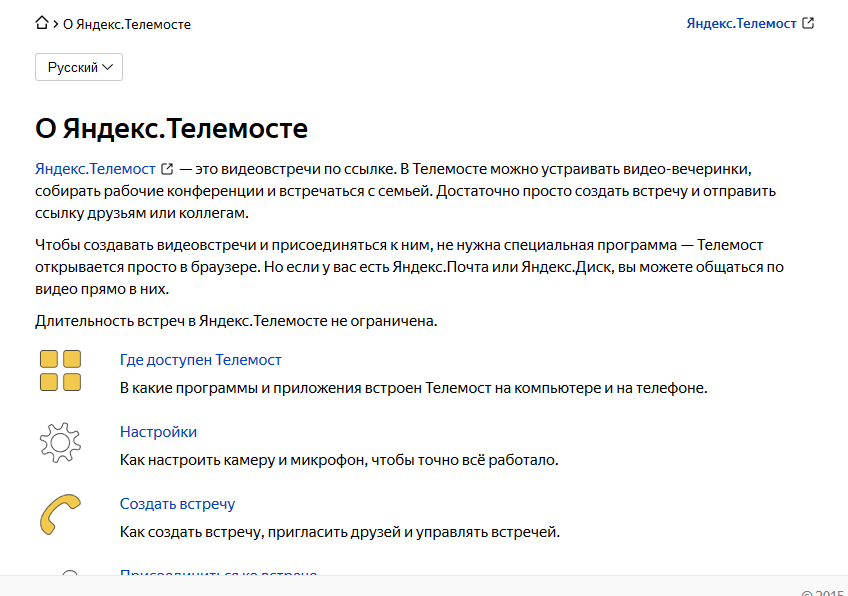 О Яндекс.Телемосте
Яндекс.Телемост
Русский
О Яндекс.Телемосте
Яндекс.Телемост — это видеовстречи по ссылке. В Телемосте можно устраивать видео-вечеринки,
собирать рабочие конференции и встречаться с семьей. Достаточно просто создать встречу и отправить
ссылку друзьям или коллегам.
Чтобы создавать видеовстречи и присоединяться к ним, не нужна специальная программа — Телемост
открывается просто в браузере. Но если у вас есть Яндекс.Почта или Яндекс.Диск, вы можете общаться по
видео прямо в них.
Длительность встреч в Яндекс.Телемосте не ограничена.
Где доступен Телемост
В какие программы и приложения встроен Телемост на компьютере и на телефоне.
Настройки
Как настроить камеру и микрофон, чтобы точно всё работало.
Создать встречу
Как создать встречу, пригласить друзей и управлять встречей.
Присоединиться ко встрече
© 2015